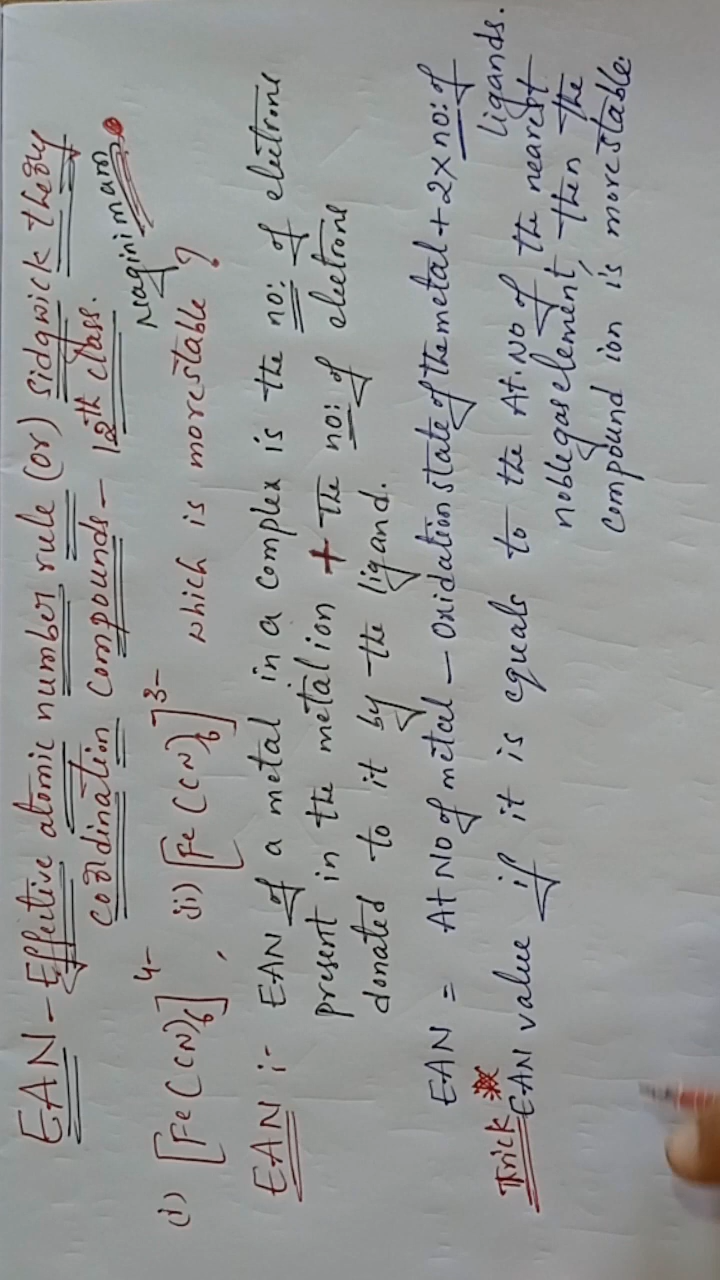 EAN - Effective atomic number rule (or) Sidgwick theory
coordination compounds - 12th class.
Raginimam
(i) [Fe(CN)6]4-, ii) [Fe(CN)6]3- which is more stable ?
EAN :- EAN of a metal in a complex is the no: of electrons
present in the metal ion + The no: of electrons
donated to it by the ligand.
EAN = At NO of metal - Oxidation state of the metal + 2x no: of
ligands.
Trick
EAN value if it is equals to the At.NO of the nearest
noble gas element, then the
compound ion is more stable.